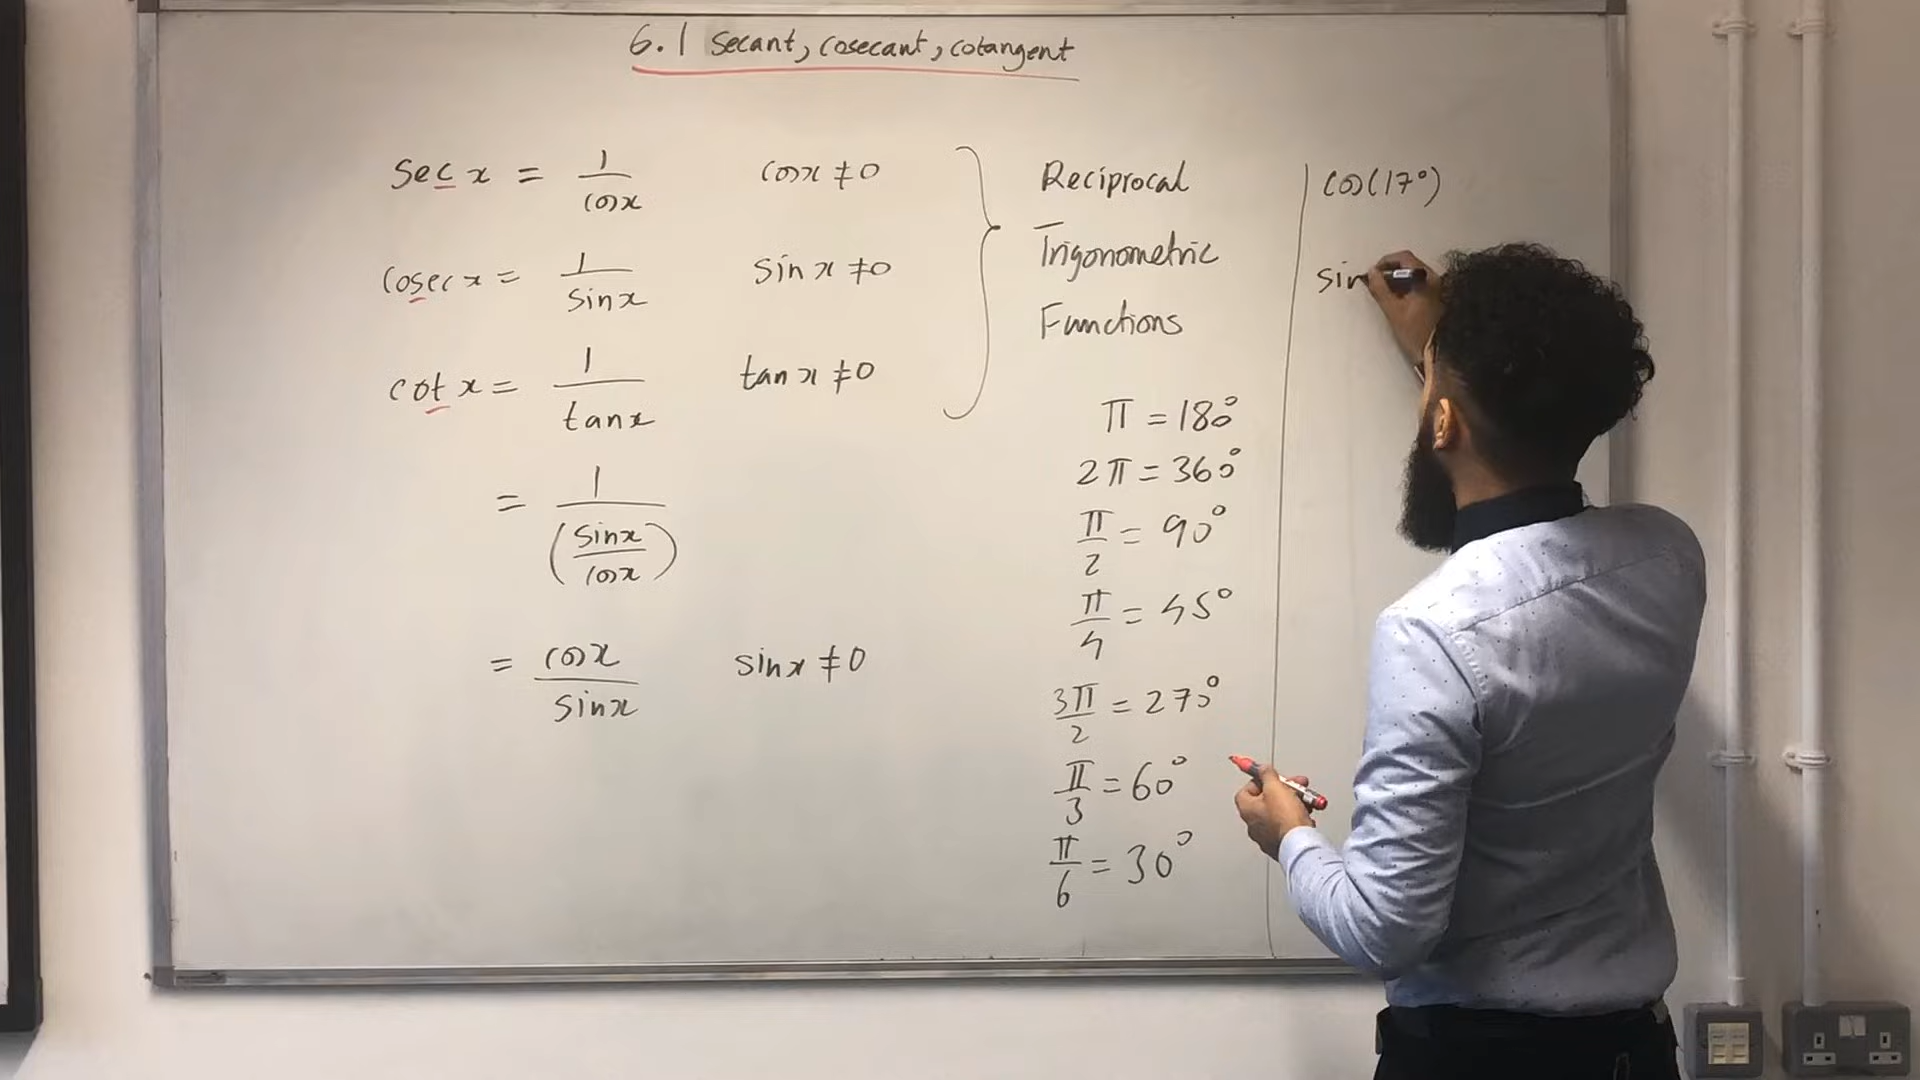 6.1 Secant, cosecant, cotangent
sec x = 1/cos x    cos x ≠ 0
cosec x = 1/sin x    sin x ≠ 0
cot x = 1/tan x    tan x ≠ 0
= 1/(sin x/cos x)
= cos x/sin x    sin x ≠ 0
Reciprocal
Trigonometric
Functions
π = 180°
2π = 360°
π/2 = 90°
π/4 = 45°
3π/2 = 270°
π/3 = 60°
π/6 = 30°
cos(17°)
sin